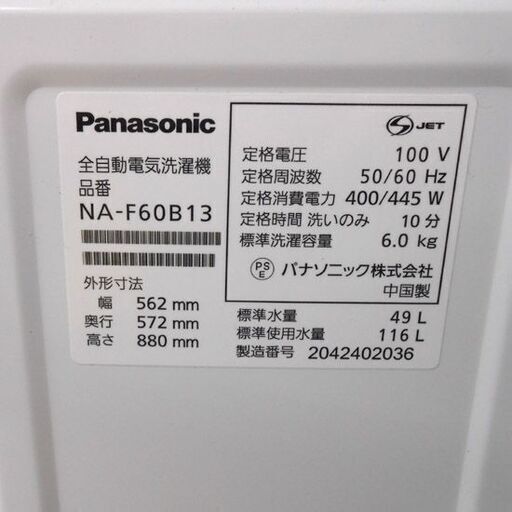 Panasonic
全自動電気洗濯機
品番
NA-F60B13
外形寸法
幅 562 mm
奥行 572 mm
高さ 880 mm
S JET
定格電圧 100 V
定格周波数 50/60 Hz
定格消費電力 400/445 W
定格時間 洗いのみ 10 分
標準洗濯容量 6.0 kg
PS E パナソニック株式会社
中国製
標準水量 49 L
標準使用水量 116 L
製造番号 2042402036